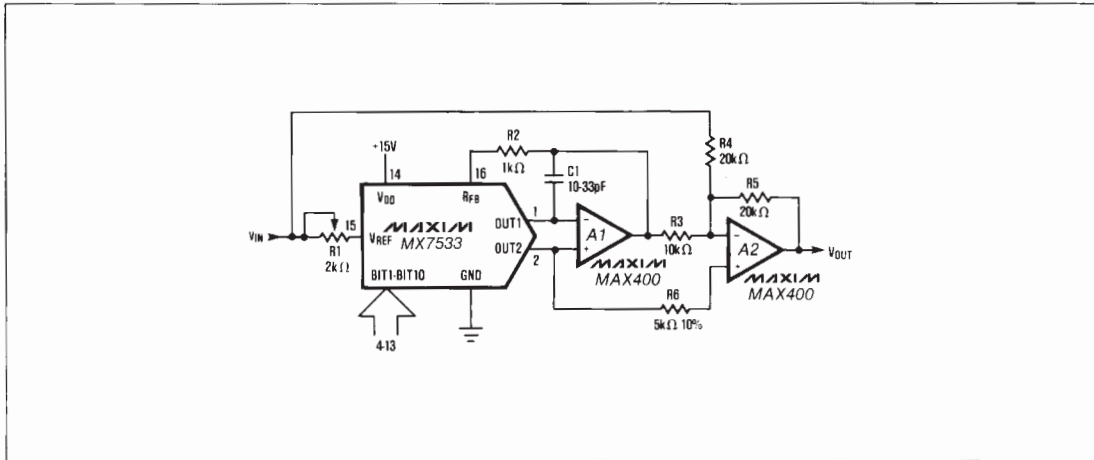 +15V
14
VDD
R2
1kΩ
16
RFB
C1
10-33pF
R4
20kΩ
R5
20kΩ
VIN
R1
2kΩ
15
VREF
MAXIM
MX7533
OUT1
1
OUT2
2
BIT1-BIT10
GND
4-13
-
+
A1
MAXIM
MAX400
R3
10kΩ
R6
5kΩ 10%
-
+
A2
MAXIM
MAX400
VOUT